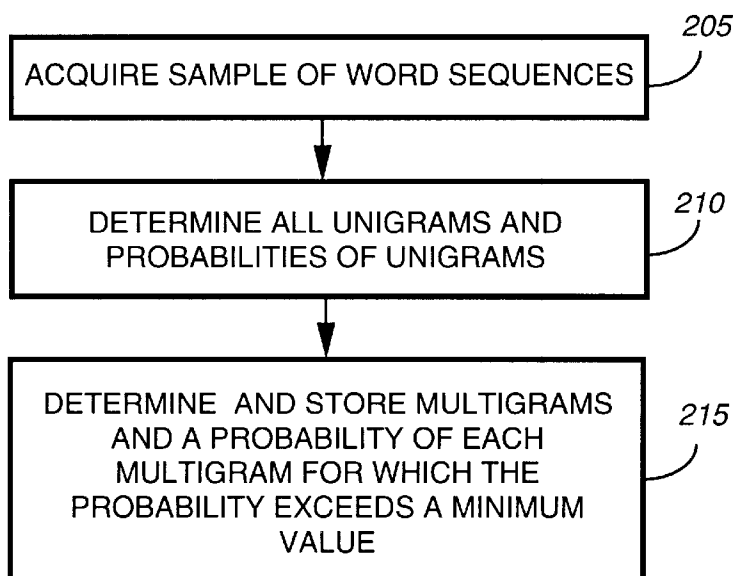 205
ACQUIRE SAMPLE OF WORD SEQUENCES
210
DETERMINE ALL UNIGRAMS AND
PROBABILITIES OF UNIGRAMS
DETERMINE AND STORE MULTIGRAMS
AND A PROBABILITY OF EACH
MULTIGRAM FOR WHICH THE
PROBABILITY EXCEEDS A MINIMUM
VALUE
215